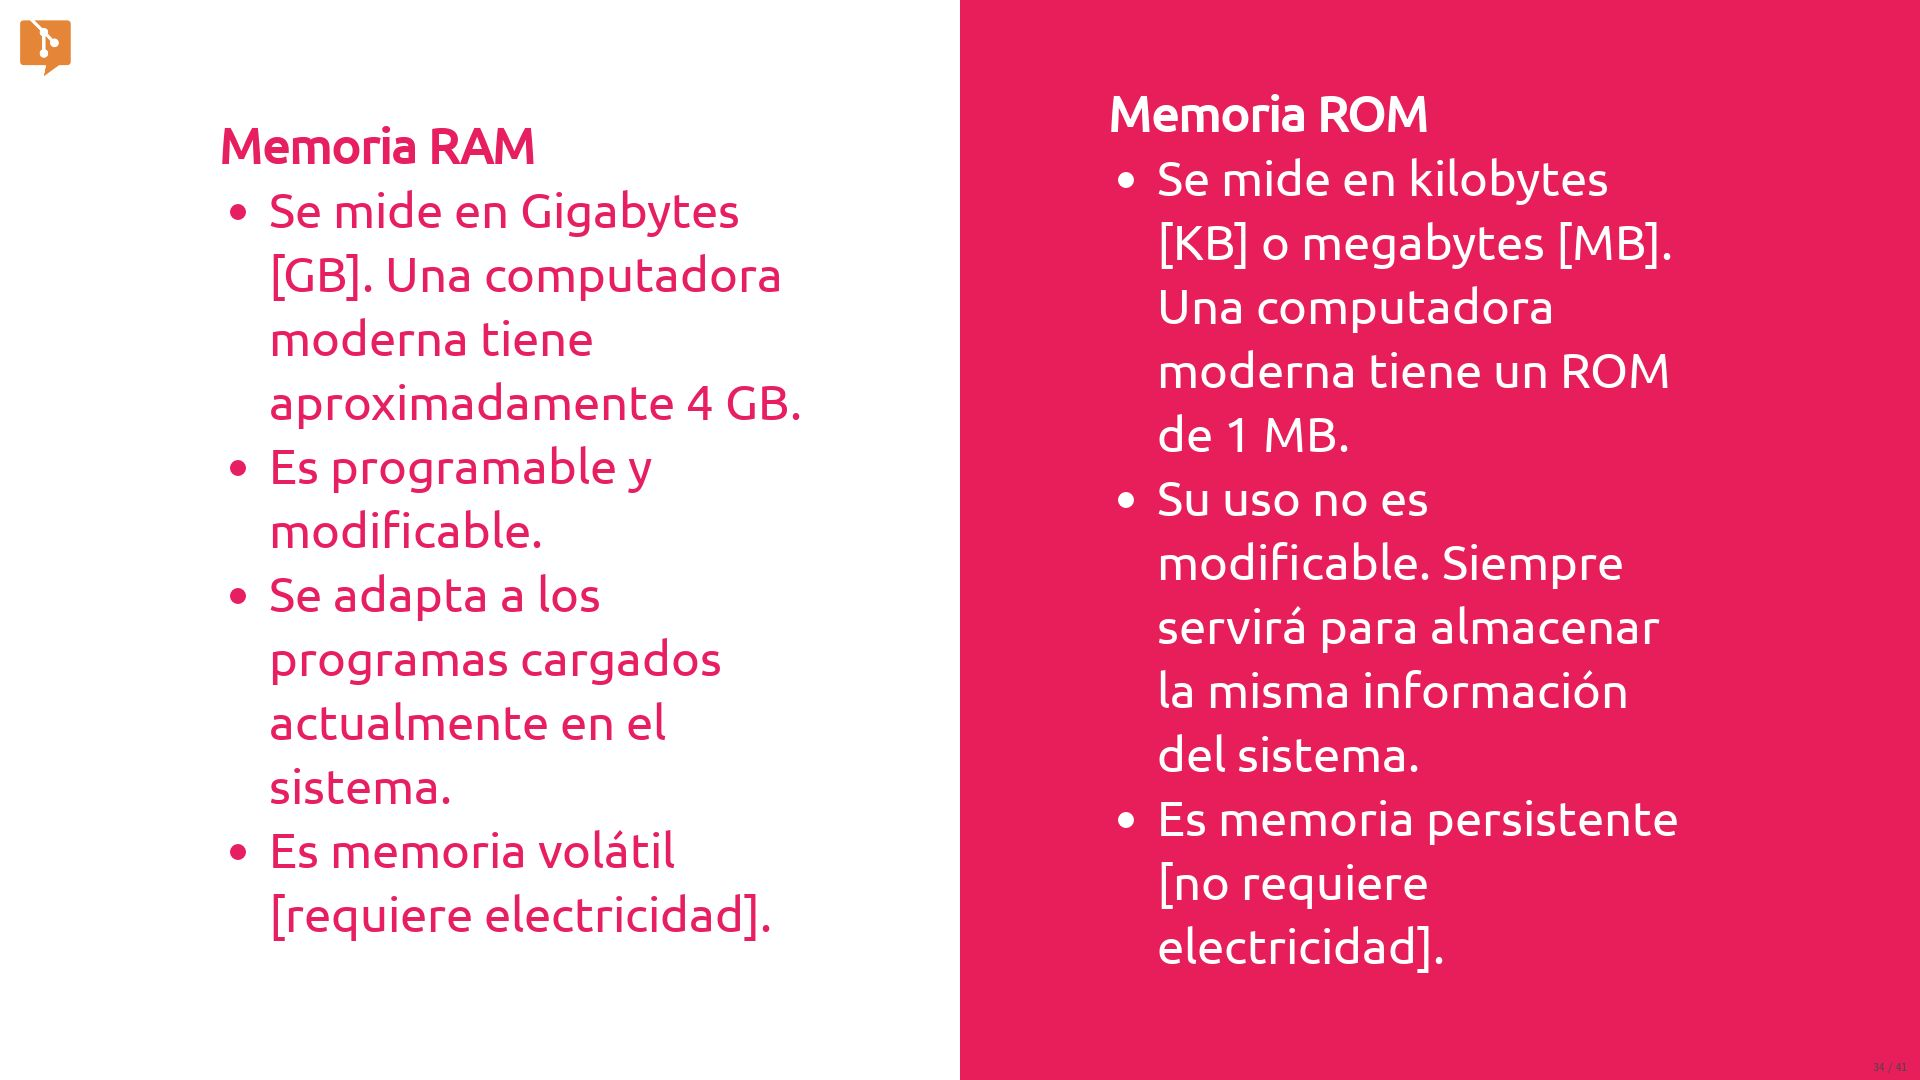 Memoria RAM
Se mide en Gigabytes
[GB]. Una computadora
moderna tiene
aproximadamente 4 GB.
Es programable y
modificable.
Se adapta a los
programas cargados
actualmente en el
sistema.
Es memoria volátil
[requiere electricidad].
Memoria ROM
Se mide en kilobytes
[KB] o megabytes [MB].
Una computadora
moderna tiene un ROM
de 1 MB.
Su uso no es
modificable. Siempre
servirá para almacenar
la misma información
del sistema.
Es memoria persistente
[no requiere
electricidad].
34 / 41